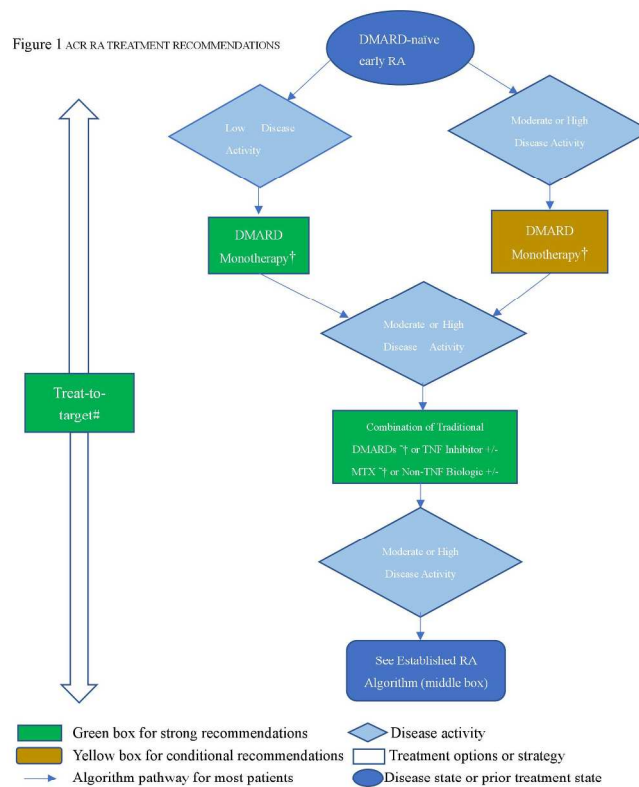 Figure 1 ACR RA TREATMENT RECOMMENDATIONS
DMARD-naïve
early RA
Low Disease
Activity
Moderate or High
Disease Activity
DMARD
Monotherapy†
DMARD
Monotherapy†
Moderate or High
Disease Activity
Treat-to-
target#
Combination of Traditional
DMARDs ˜† or TNF Inhibitor +/-
MTX ˜† or Non-TNF Biologic +/-
Moderate or High
Disease Activity
See Established RA
Algorithm (middle box)
Green box for strong recommendations
Disease activity
Yellow box for conditional recommendations
Treatment options or strategy
Algorithm pathway for most patients
Disease state or prior treatment state